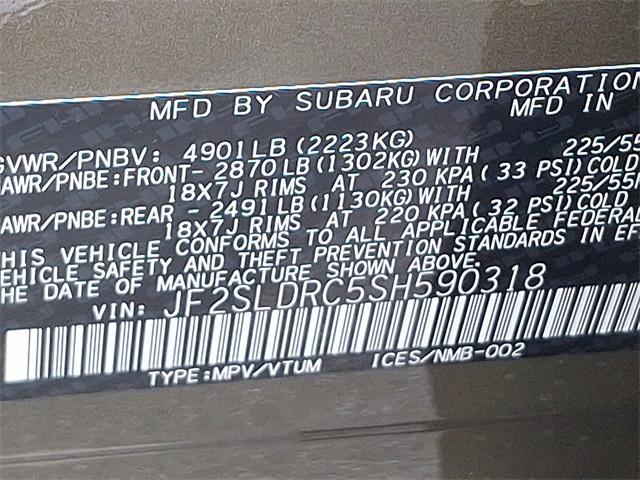 MFD BY SUBARU CORPORATION
MFD IN
GVWR/PNBV: 4901LB (2223KG)
GAWR/PNBE:FRONT- 2870LB(1302KG)WITH 225/55
18X7J RIMS AT 230 KPA( 33 PSI)COLD
GAWR/PNBE:REAR - 2491LB(1130KG)WITH 225/55
18X7J RIMS AT 220 KPA( 32 PSI)COLD
THIS VEHICLE CONFORMS TO ALL APPLICABLE FEDERAL
VEHICLE SAFETY AND THEFT PREVENTION STANDARDS IN EF
THE DATE OF MANUFACTURE SHOWN ABOVE.
VIN: JF2SLDRC5SH590318
TYPE:MPV/VTUM ICES/NMB-002